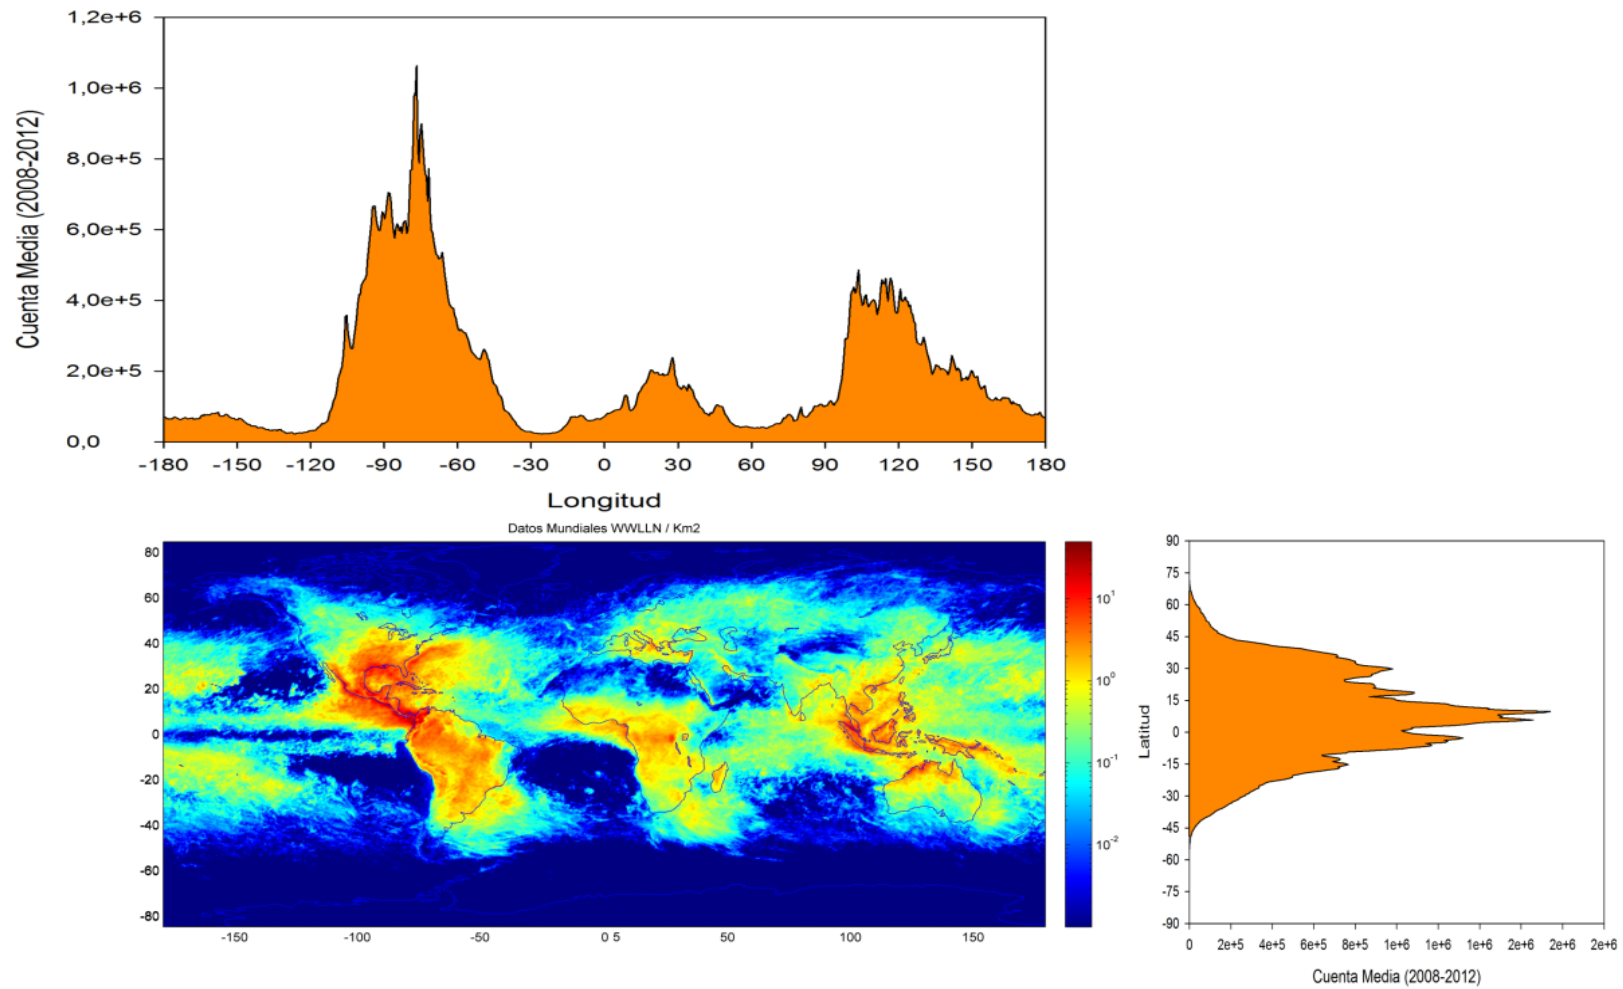 1,2e+6
1,0e+6
8,0e+5
6,0e+5
4,0e+5
2,0e+5
0,0
Cuenta Media (2008-2012)
-180 -150 -120 -90 -60 -30 0 30 60 90 120 150 180
Longitud
Datos Mundiales WWLLN / Km2
80
60
40
20
0
-20
-40
-60
-80
-150 -100 -50 0 5 50 100 150
10^1
10^0
10^-1
10^-2
90
75
60
45
30
15
0
-15
-30
-45
-60
-75
-90
Latitud
0 2e+5 4e+5 6e+5 8e+5 1e+6 1e+6 1e+6 2e+6 2e+6 2e+6
Cuenta Media (2008-2012)